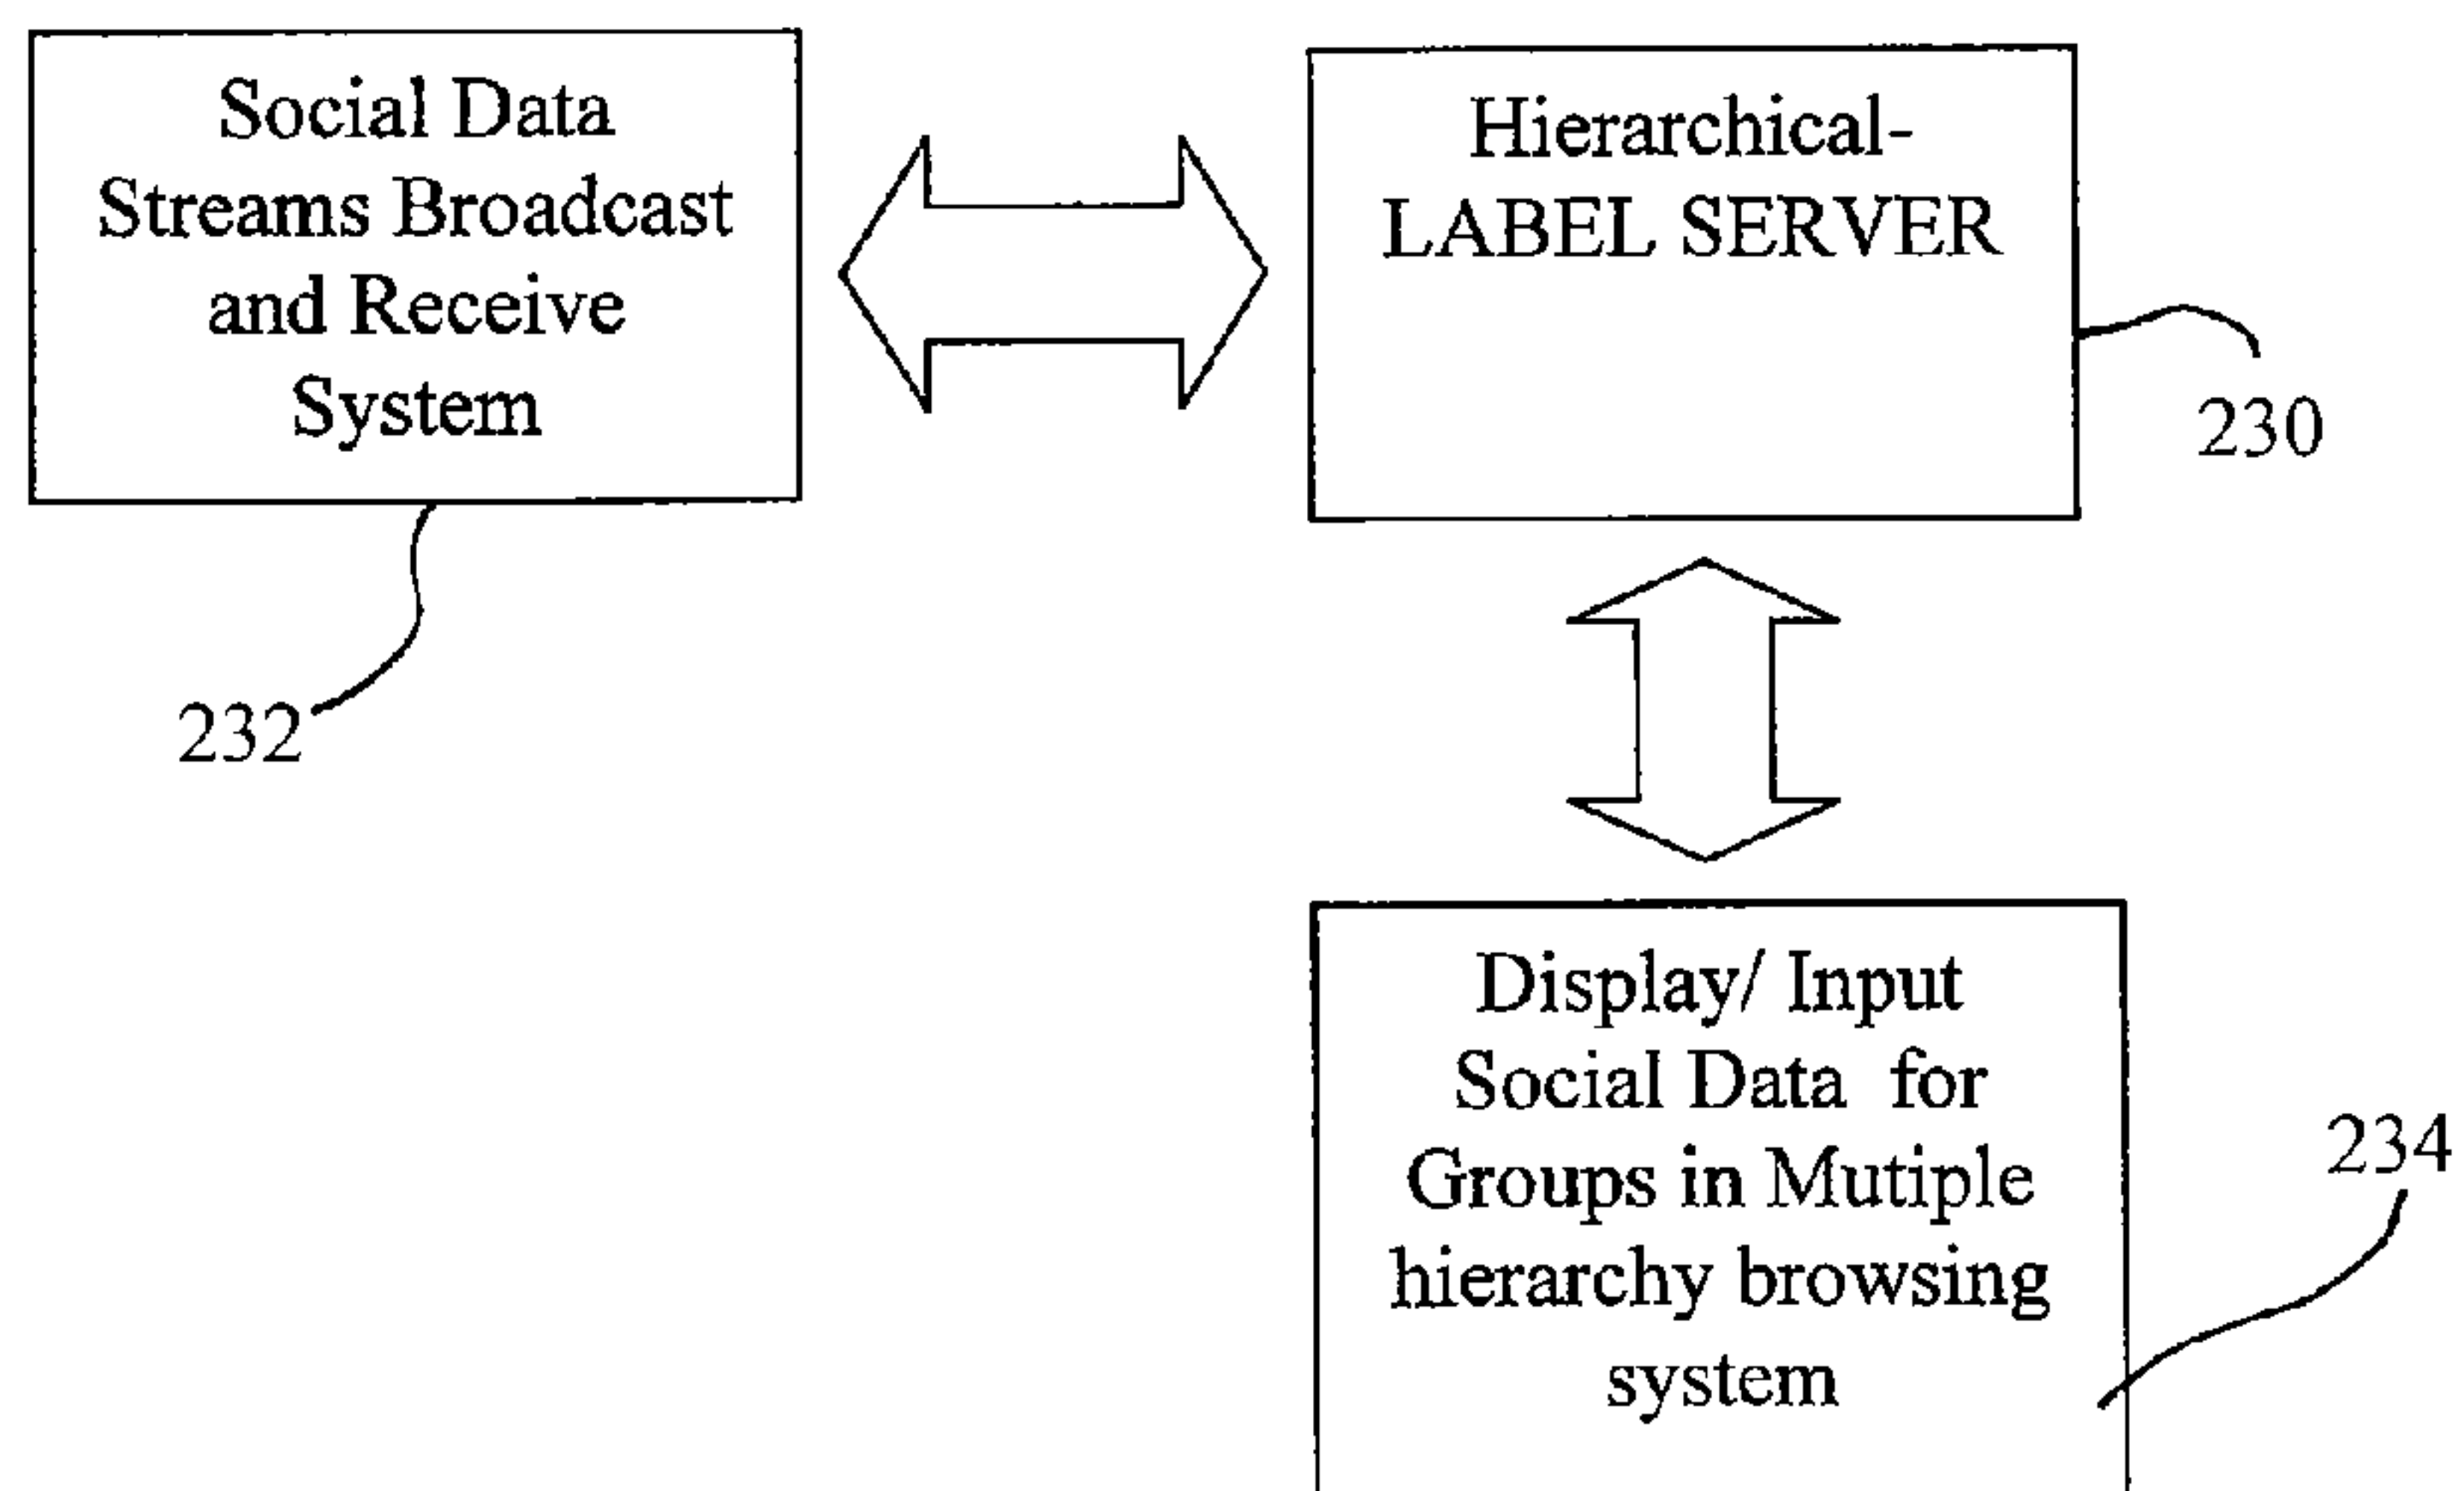 Social Data
Streams Broadcast
and Receive
System
232
Hierarchical-
LABEL SERVER
230
Display/ Input
Social Data for
Groups in Mutiple
hierarchy browsing
system
234